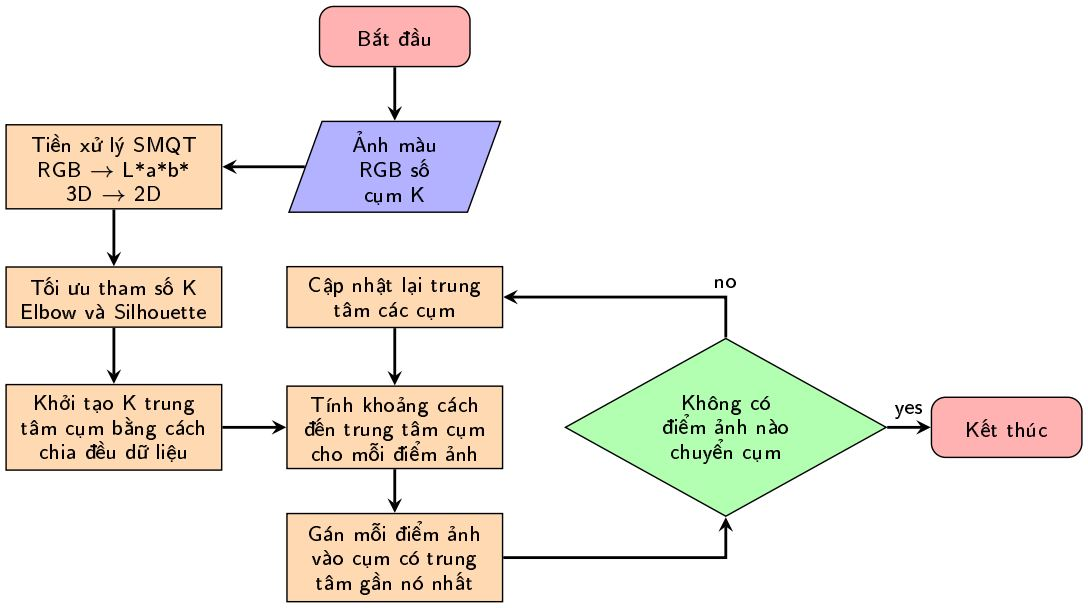 Bắt đầu
Ảnh màu
RGB số
cụm K
Tiền xử lý SMQT
RGB → L*a*b*
3D → 2D
Tối ưu tham số K
Elbow và Silhouette
Khởi tạo K trung
tâm cụm bằng cách
chia đều dữ liệu
Cập nhật lại trung
tâm các cụm
Tính khoảng cách
đến trung tâm cụm
cho mỗi điểm ảnh
Gán mỗi điểm ảnh
vào cụm có trung
tâm gần nó nhất
no
Không có
điểm ảnh nào
chuyển cụm
yes
Kết thúc